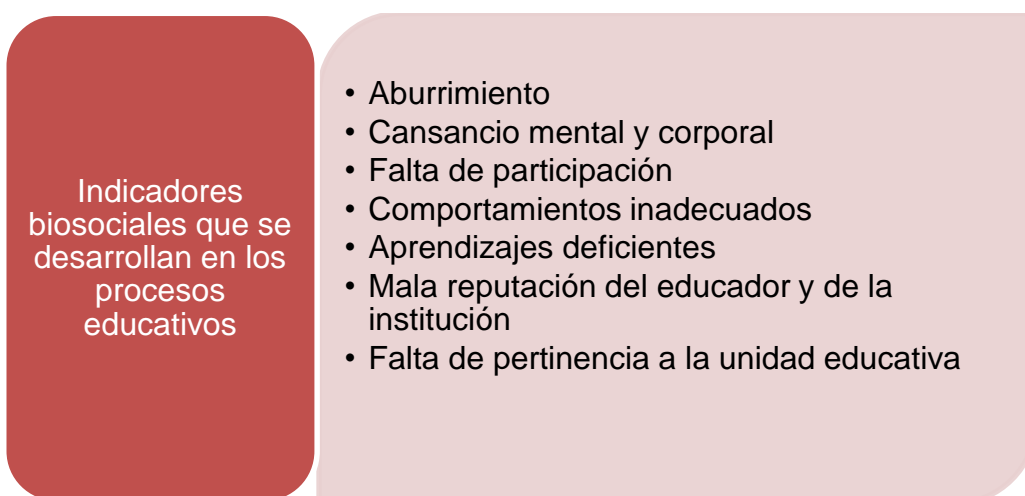 Indicadores
biosociales que se
desarrollan en los
procesos
educativos
• Aburrimiento
• Cansancio mental y corporal
• Falta de participación
• Comportamientos inadecuados
• Aprendizajes deficientes
• Mala reputación del educador y de la
institución
• Falta de pertinencia a la unidad educativa